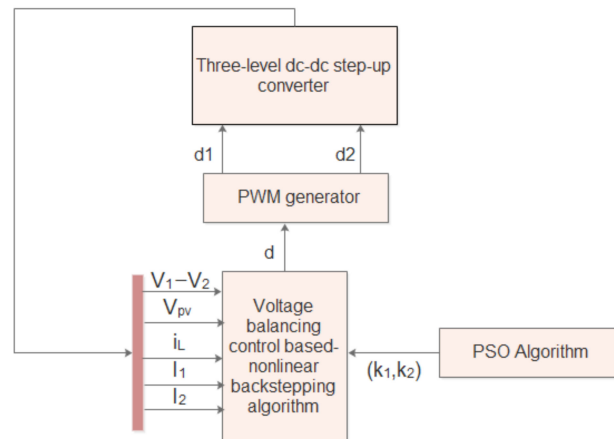 Three-level dc-dc step-up
converter
d1
d2
PWM generator
d
V₁−V₂
Vₚᵥ
i_L
I₁
I₂
Voltage
balancing
control based-
nonlinear
backstepping
algorithm
(k₁,k₂)
PSO Algorithm